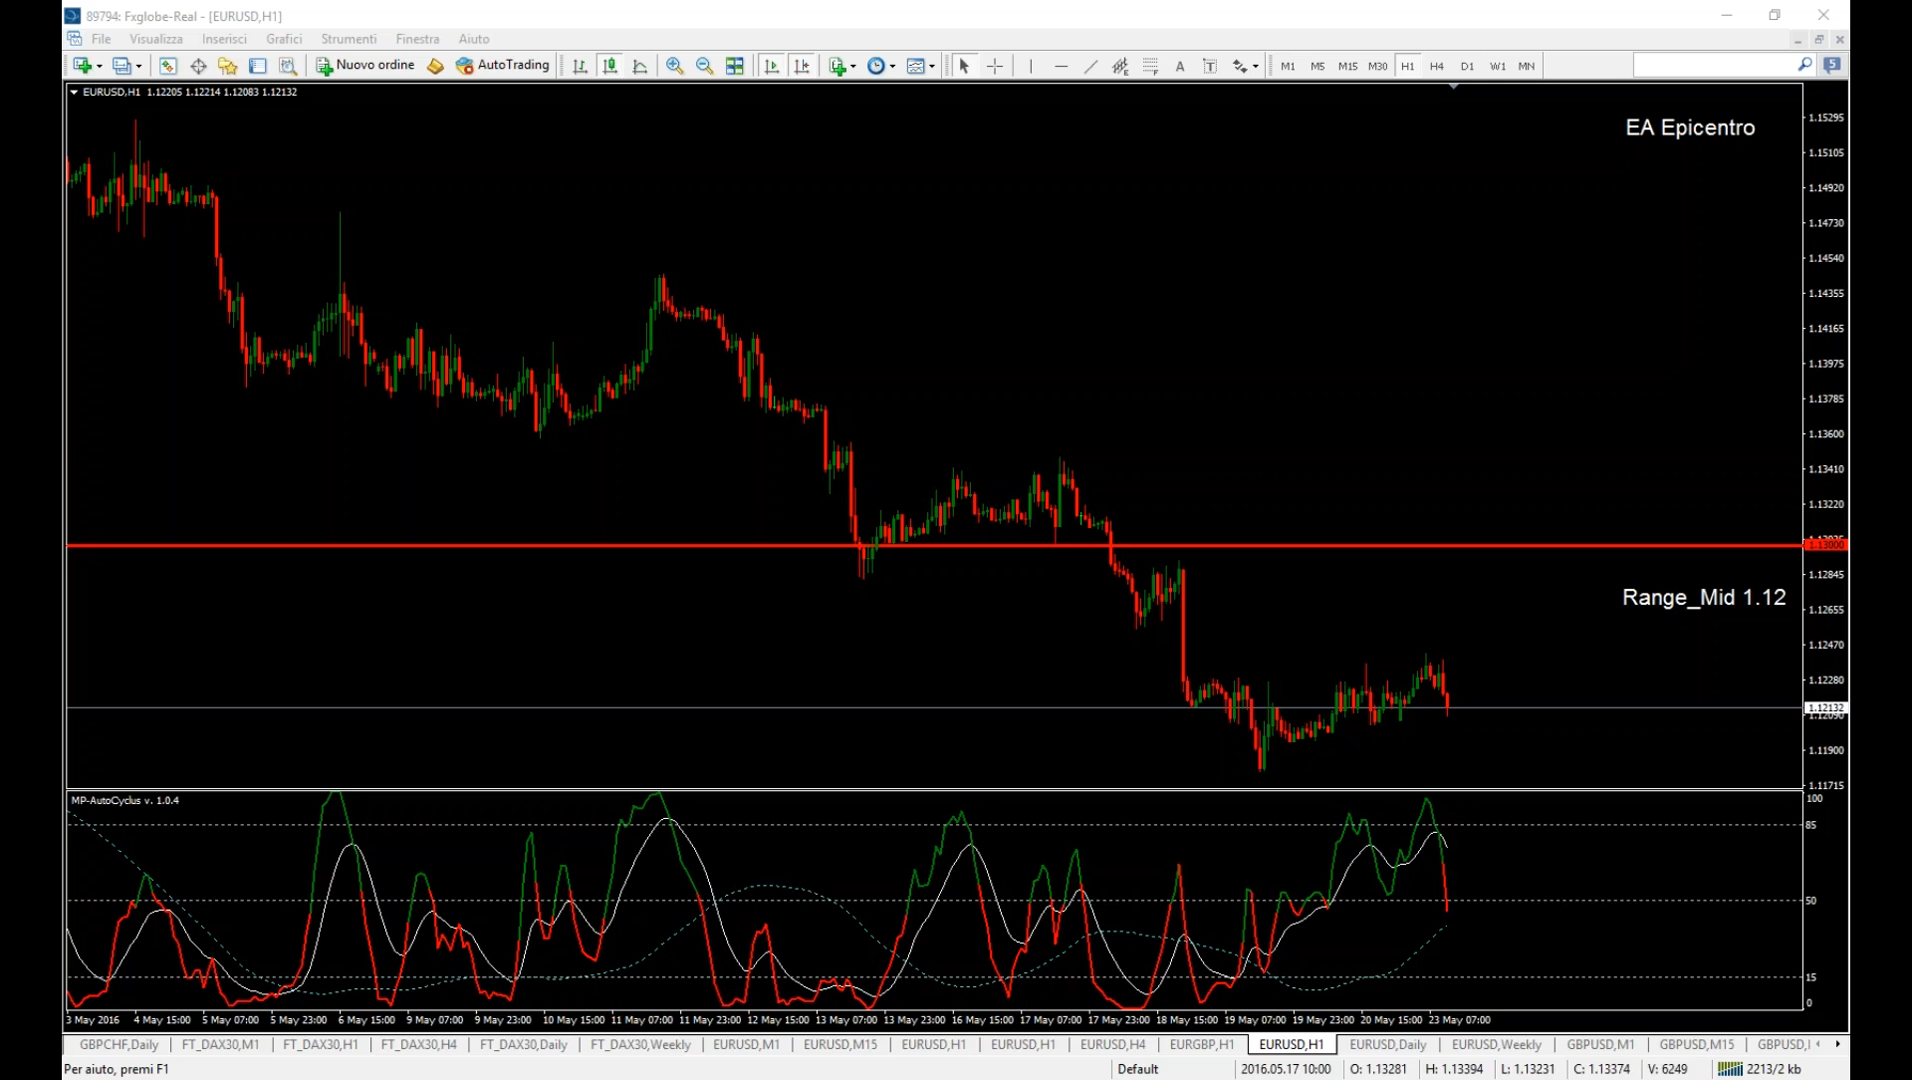 89794: Fxglobe-Real - [EURUSD,H1]
File Visualizza Inserisci Grafici Strumenti Finestra Aiuto
Nuovo ordine AutoTrading A T M1 M5 M15 M30 H1 H4 D1 W1 MN 5
EURUSD,H1 1.12205 1.12214 1.12083 1.12132
EA Epicentro
1.15295
1.15105
1.14920
1.14730
1.14540
1.14355
1.14165
1.13975
1.13785
1.13600
1.13410
1.13220
1.13000
1.12845
Range_Mid 1.12
1.12655
1.12470
1.12280
1.12132
1.12090
1.11900
1.11715
MP-AutoCyclus v. 1.0.4
100
85
50
15
0
3 May 2016 4 May 15:00 5 May 07:00 5 May 23:00 6 May 15:00 9 May 07:00 9 May 23:00 10 May 15:00 11 May 07:00 11 May 23:00 12 May 15:00 13 May 07:00 13 May 23:00 16 May 15:00 17 May 07:00 17 May 23:00 18 May 15:00 19 May 07:00 19 May 23:00 20 May 15:00 23 May 07:00
GBPCHF,Daily FT_DAX30,M1 FT_DAX30,H1 FT_DAX30,H4 FT_DAX30,Daily FT_DAX30,Weekly EURUSD,M1 EURUSD,M15 EURUSD,H1 EURUSD,H1 EURUSD,H4 EURGBP,H1 EURUSD,H1 EURUSD,Daily EURUSD,Weekly GBPUSD,M1 GBPUSD,M15 GBPUSD,
Per aiuto, premi F1 Default 2016.05.17 10:00 O: 1.13281 H: 1.13394 L: 1.13231 C: 1.13374 V: 6249 2213/2 kb